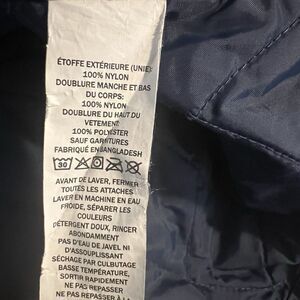 ÉTOFFE EXTÉRIEURE (UNIE):
100% NYLON
DOUBLURE MANCHE ET BAS
DU CORPS:
100% NYLON
DOUBLURE DU HAUT DU
VETEMENT:
100% POLYESTER
SAUF GARNITURES
FABRIQUÉ EN BANGLADESH
30
AVANT DE LAVER, FERMER
TOUTES LES ATTACHES
LAVER EN MACHINE EN EAU
FROIDE, SÉPARER LES
COULEURS
DÉTERGENT DOUX, RINCER
ABONDAMMENT
PAS D'EAU DE JAVEL NI
D'ASSOUPLISSANT
SÉCHAGE PAR CULBUTAGE
BASSE TEMPÉRATURE,
SORTIR RAPIDEMENT
NE PAS REPASSER
NE PAS REPASSER À LA